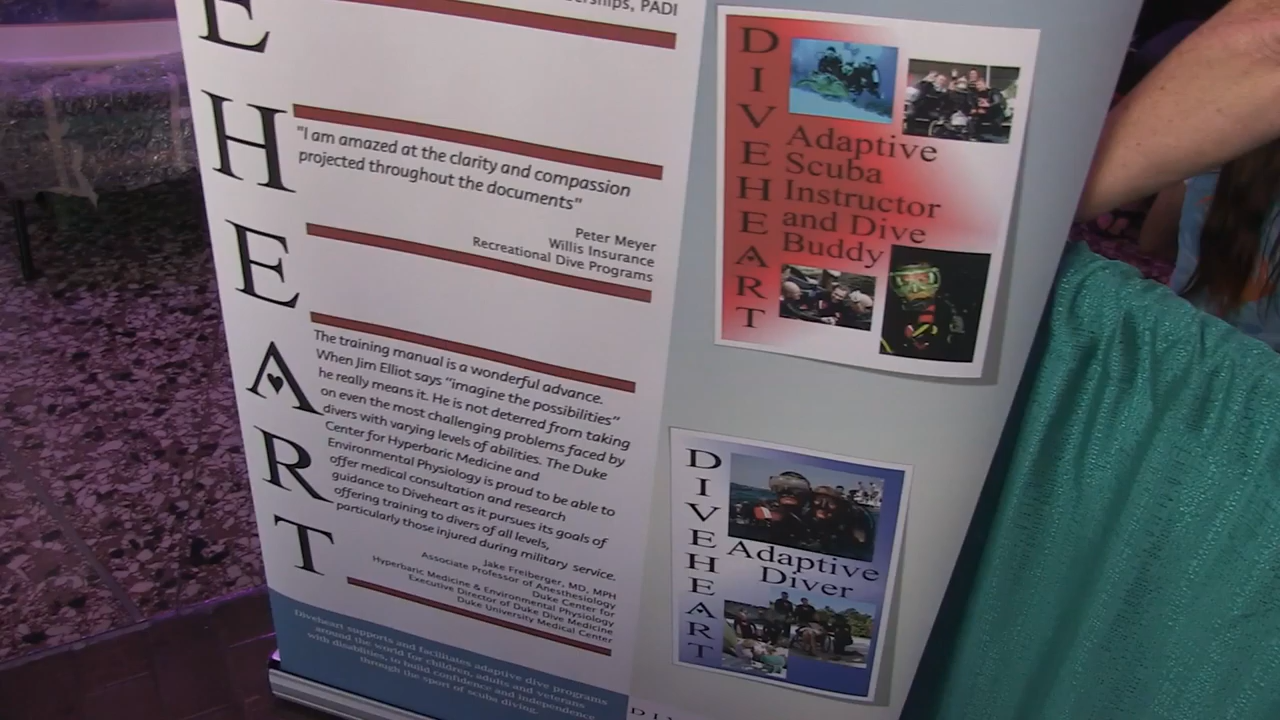 erships, PADI
EHEART
"I am amazed at the clarity and compassion
projected throughout the documents"
Peter Meyer
Willis Insurance
Recreational Dive Programs
The training manual is a wonderful advance.
When Jim Elliot says "imagine the possibilities"
he really means it. He is not deterred from taking
on even the most challenging problems faced by
divers with varying levels of abilities. The Duke
Center for Hyperbaric Medicine and
Environmental Physiology is proud to be able to
offer medical consultation and research
guidance to Diveheart as it pursues its goals of
offering training to divers of all levels,
particularly those injured during military service.
Jake Freiberger, MD, MPH
Associate Professor of Anesthesiology
Duke Center for
Hyperbaric Medicine & Environmental Physiology
Executive Director of Duke Dive Medicine
Duke University Medical Center
Diveheart supports and facilitates adaptive dive programs
around the world for children, adults and veterans
with disabilities, to build confidence and independence
through the sport of scuba diving.
DIVEHEART
Adaptive
Scuba
Instructor
and Dive
Buddy
DIVEHEART
Adaptive
Diver